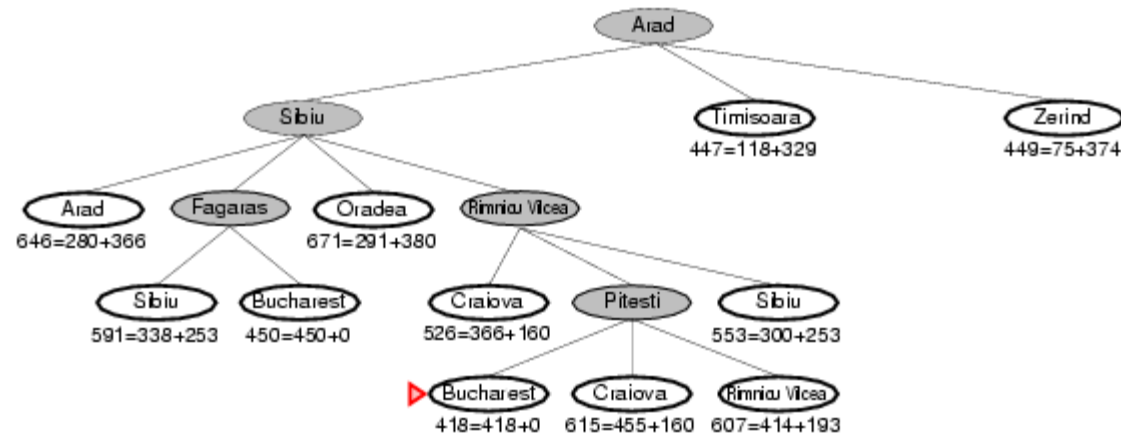 Arad
Sibiu
Timisoara
Zerind
447=118+329
449=75+374
Arad
Fagaras
Oradea
Rimnicu Vilcea
646=280+366
671=291+380
Sibiu
Bucharest
Craiova
Pitesti
Sibiu
591=338+253
450=450+0
526=366+160
553=300+253
Bucharest
Craiova
Rimnicu Vilcea
418=418+0
615=455+160
607=414+193